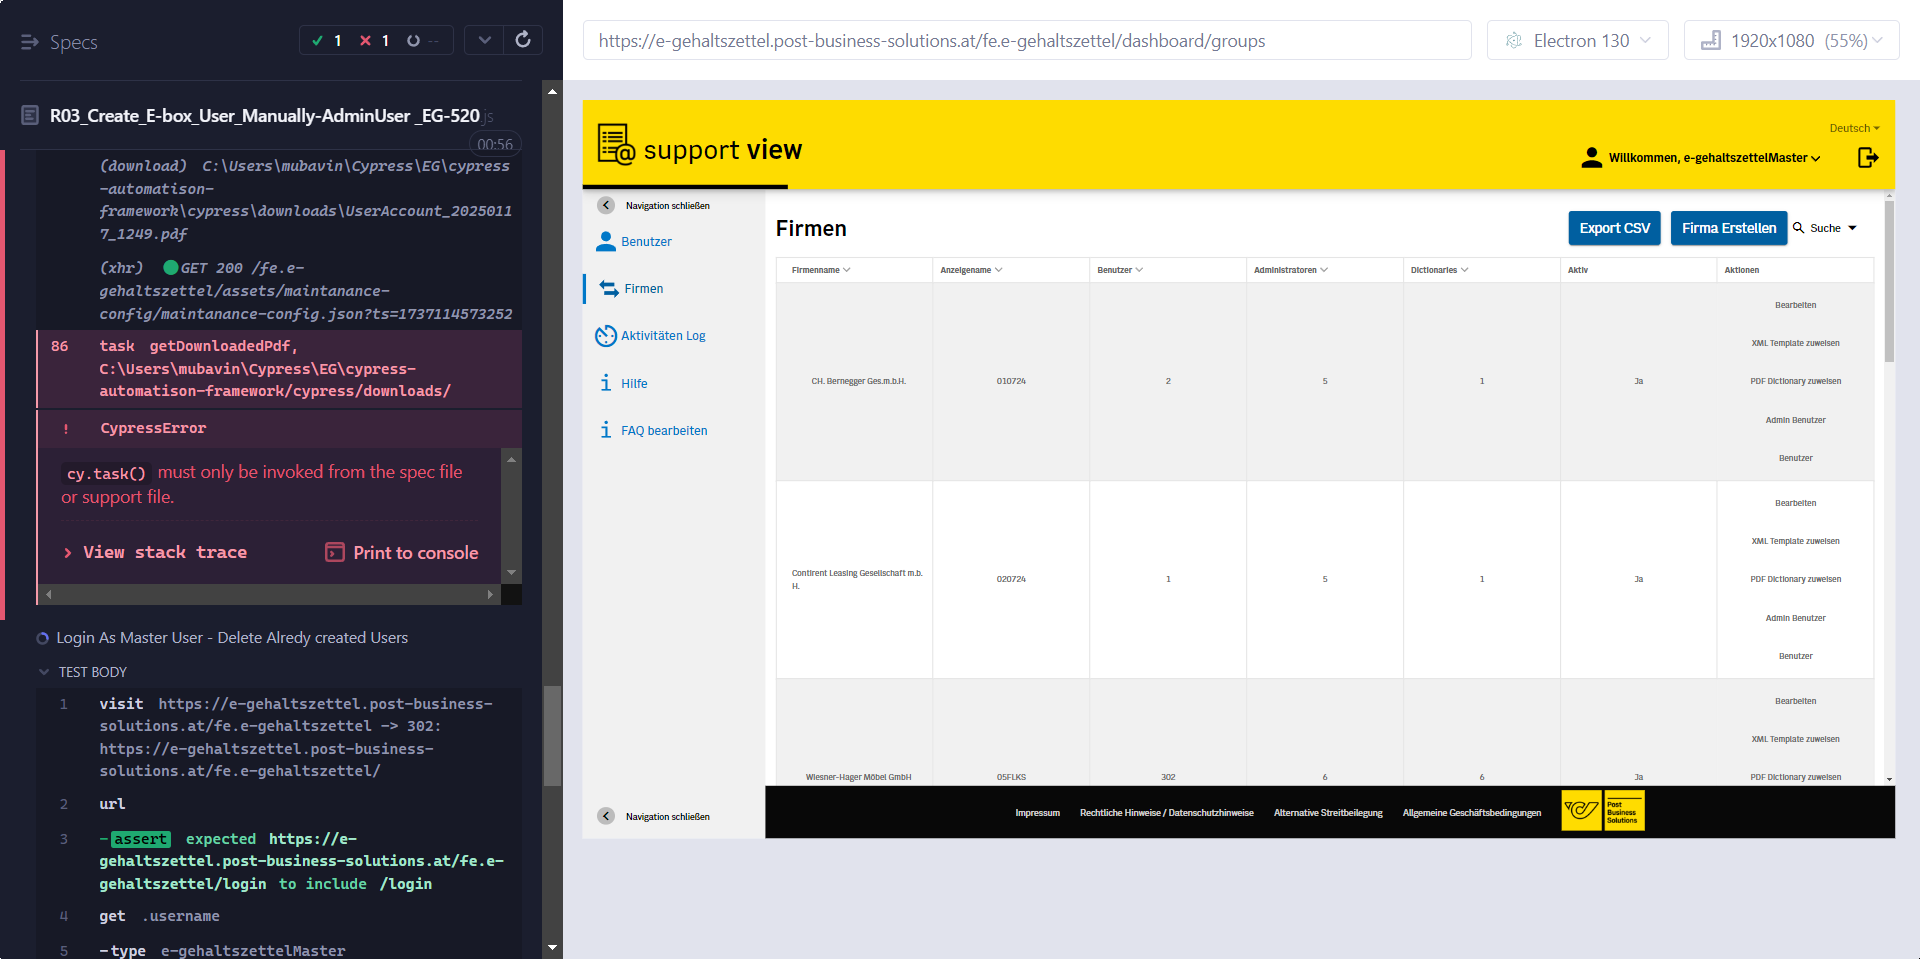 Specs
1
1
--
R03_Create_E-box_User_Manually-AdminUser _EG-520.js
00:56
(download) C:\Users\mubavin\Cypress\EG\cypress
-automatison-
framework\cypress\downloads\UserAccount_2025011
7_1249.pdf
(xhr) GET 200 /fe.e-
gehaltszettel/assets/maintanance-
config/maintanance-config.json?ts=1737114573252
86 task getDownloadedPdf,
C:\Users\mubavin\Cypress\EG\cypress-
automatison-framework/cypress/downloads/
! CypressError
cy.task() must only be invoked from the spec file
or support file.
> View stack trace
Print to console
Login As Master User - Delete Alredy created Users
TEST BODY
1 visit https://e-gehaltszettel.post-business-
solutions.at/fe.e-gehaltszettel -> 302:
https://e-gehaltszettel.post-business-
solutions.at/fe.e-gehaltszettel/
2 url
3 -assert expected https://e-
gehaltszettel.post-business-solutions.at/fe.e-
gehaltszettel/login to include /login
4 get .username
5 -type e-gehaltszettelMaster
https://e-gehaltszettel.post-business-solutions.at/fe.e-gehaltszettel/dashboard/groups
Electron 130
1920x1080 (55%)
support view
Deutsch
Willkommen, e-gehaltszettelMaster
Navigation schließen
Benutzer
Firmen
Aktivitäten Log
Hilfe
FAQ bearbeiten
Navigation schließen
Firmen
Export CSV
Firma Erstellen
Suche
Firmenname Anzeigename Benutzer Administratoren Dictionaries Aktiv Aktionen
Bearbeiten
XML Template zuweisen
CH. Bernegger Ges.m.b.H. 010724 2 5 1 Ja PDF Dictionary zuweisen
Admin Benutzer
Benutzer
Bearbeiten
XML Template zuweisen
Contirent Leasing Gesellschaft m.b.
H.
020724 1 5 1 Ja PDF Dictionary zuweisen
Admin Benutzer
Benutzer
Bearbeiten
XML Template zuweisen
Wiesner-Hager Möbel GmbH 05FLKS 302 6 6 Ja PDF Dictionary zuweisen
Impressum Rechtliche Hinweise / Datenschutzhinweise Alternative Streitbeilegung Allgemeine Geschäftsbedingungen
Post
Business
Solutions